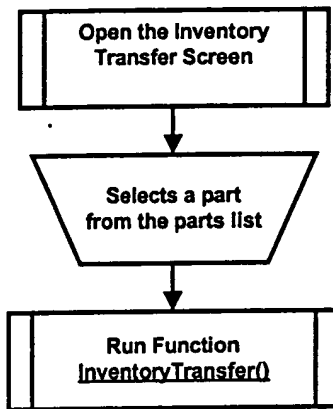 Open the Inventory
Transfer Screen
Selects a part
from the parts list
Run Function
InventoryTransfer()